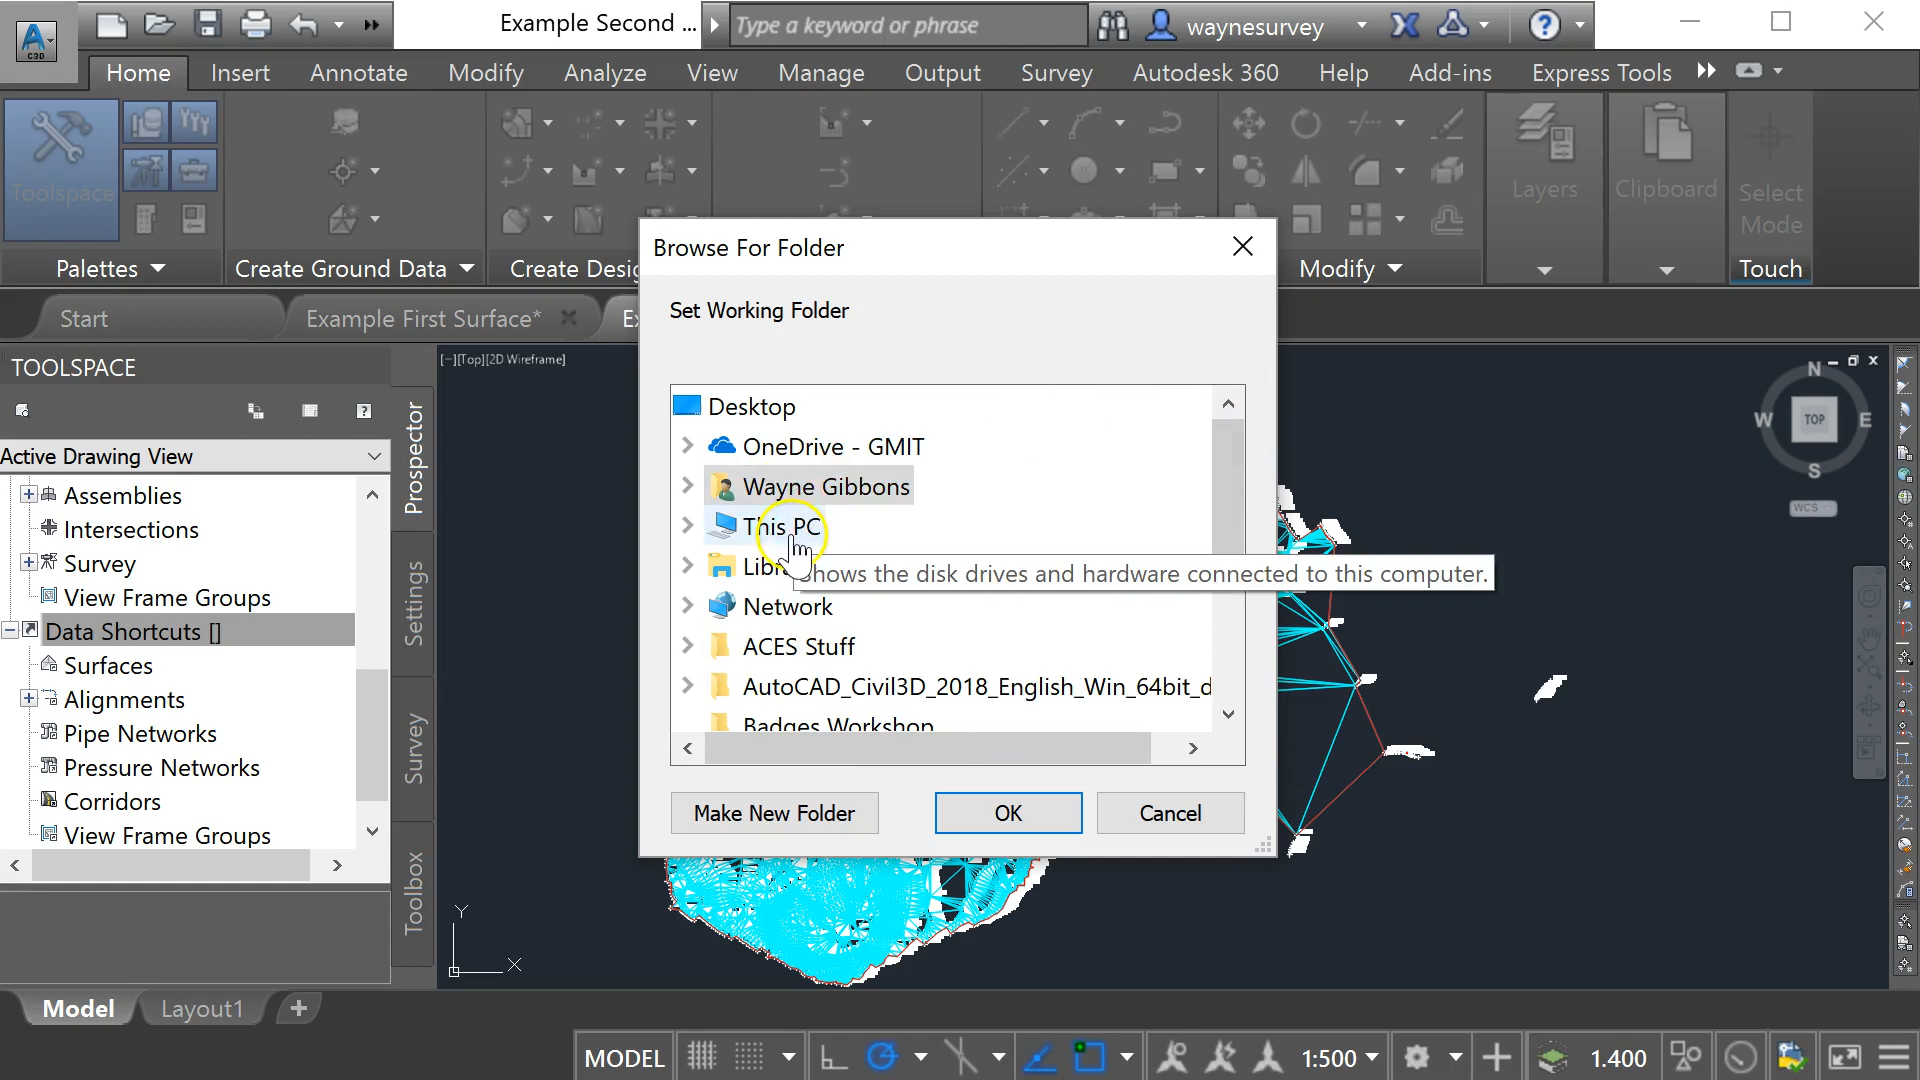 Example Second ...
Type a keyword or phrase
waynesurvey
C3D
Home Insert Annotate Modify Analyze View Manage Output Survey Autodesk 360 Help Add-ins Express Tools
Toolspace
Layers
Clipboard
Select Mode
Palettes
Create Ground Data
Create Desig
Modify
Touch
Start
Example First Surface*
Ex
TOOLSPACE
Active Drawing View
Assemblies
Intersections
Survey
View Frame Groups
Data Shortcuts []
Surfaces
Alignments
Pipe Networks
Pressure Networks
Corridors
View Frame Groups
Prospector
Settings
Survey
Toolbox
[−][Top][2D Wireframe]
Browse For Folder
Set Working Folder
Desktop
OneDrive - GMIT
Wayne Gibbons
This PC
Shows the disk drives and hardware connected to this computer.
Network
ACES Stuff
AutoCAD_Civil3D_2018_English_Win_64bit_d
Badges Workshop
Make New Folder
OK
Cancel
N
W
TOP
E
S
WCS
Y
X
Model
Layout1
MODEL
1:500
1.400